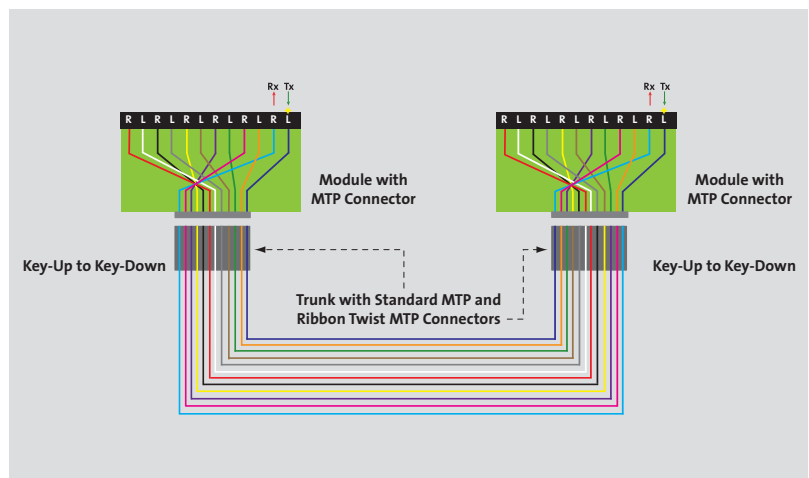 Rx Tx
Rx Tx
R L R L R L R L R L R L
R L R L R L R L R L R L
Module with
MTP Connector
Module with
MTP Connector
Key-Up to Key-Down
Key-Up to Key-Down
Trunk with Standard MTP and
Ribbon Twist MTP Connectors